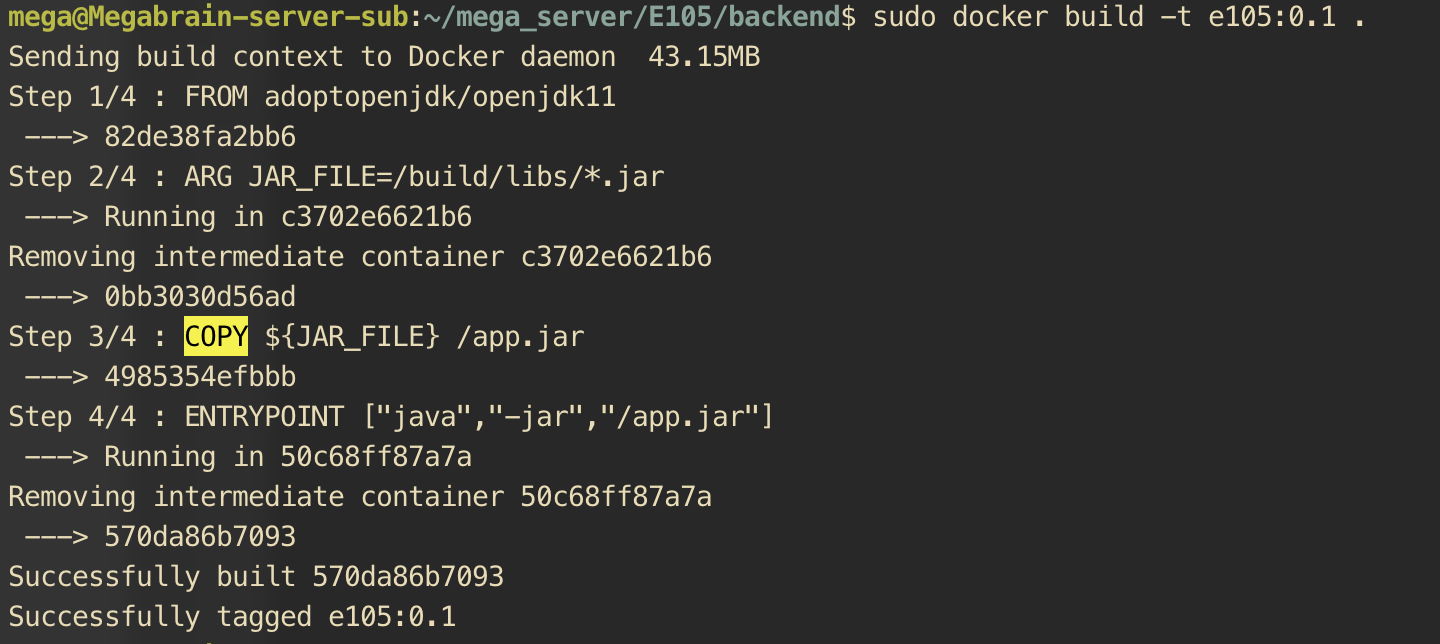 mega@Megabrain-server-sub:~/mega_server/E105/backend$ sudo docker build -t e105:0.1 .
Sending build context to Docker daemon  43.15MB
Step 1/4 : FROM adoptopenjdk/openjdk11
 ---> 82de38fa2bb6
Step 2/4 : ARG JAR_FILE=/build/libs/*.jar
 ---> Running in c3702e6621b6
Removing intermediate container c3702e6621b6
 ---> 0bb3030d56ad
Step 3/4 : COPY ${JAR_FILE} /app.jar
 ---> 4985354efbbb
Step 4/4 : ENTRYPOINT ["java","-jar","/app.jar"]
 ---> Running in 50c68ff87a7a
Removing intermediate container 50c68ff87a7a
 ---> 570da86b7093
Successfully built 570da86b7093
Successfully tagged e105:0.1